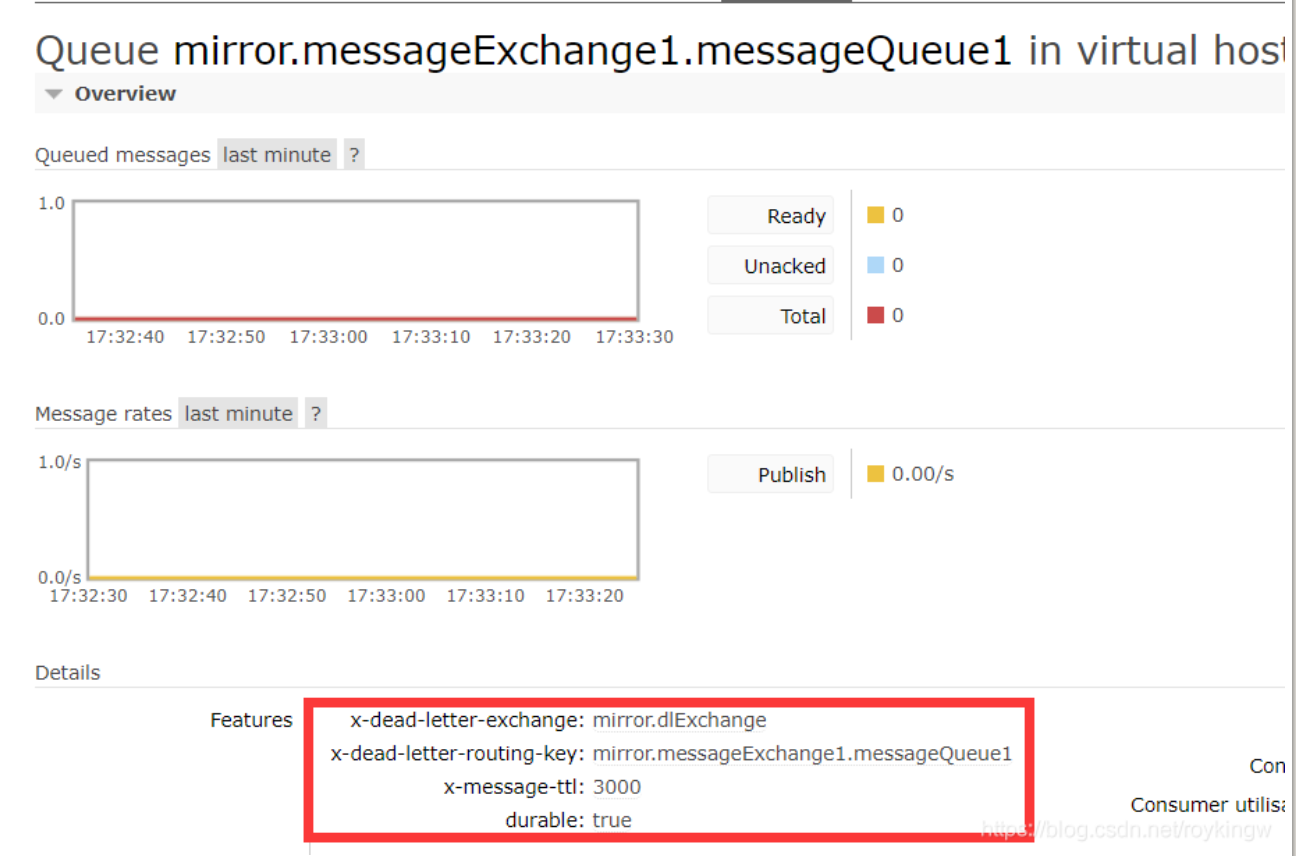 Queue mirror.messageExchange1.messageQueue1 in virtual host
Overview
Queued messages last minute ?
1.0
0.0
17:32:40 17:32:50 17:33:00 17:33:10 17:33:20 17:33:30
Ready 0
Unacked 0
Total 0
Message rates last minute ?
1.0/s
0.0/s
17:32:30 17:32:40 17:32:50 17:33:00 17:33:10 17:33:20
Publish 0.00/s
Details
Features
x-dead-letter-exchange: mirror.dlExchange
x-dead-letter-routing-key: mirror.messageExchange1.messageQueue1
x-message-ttl: 3000
durable: true
Con
Consumer utilisa
https://blog.csdn.net/roykingw